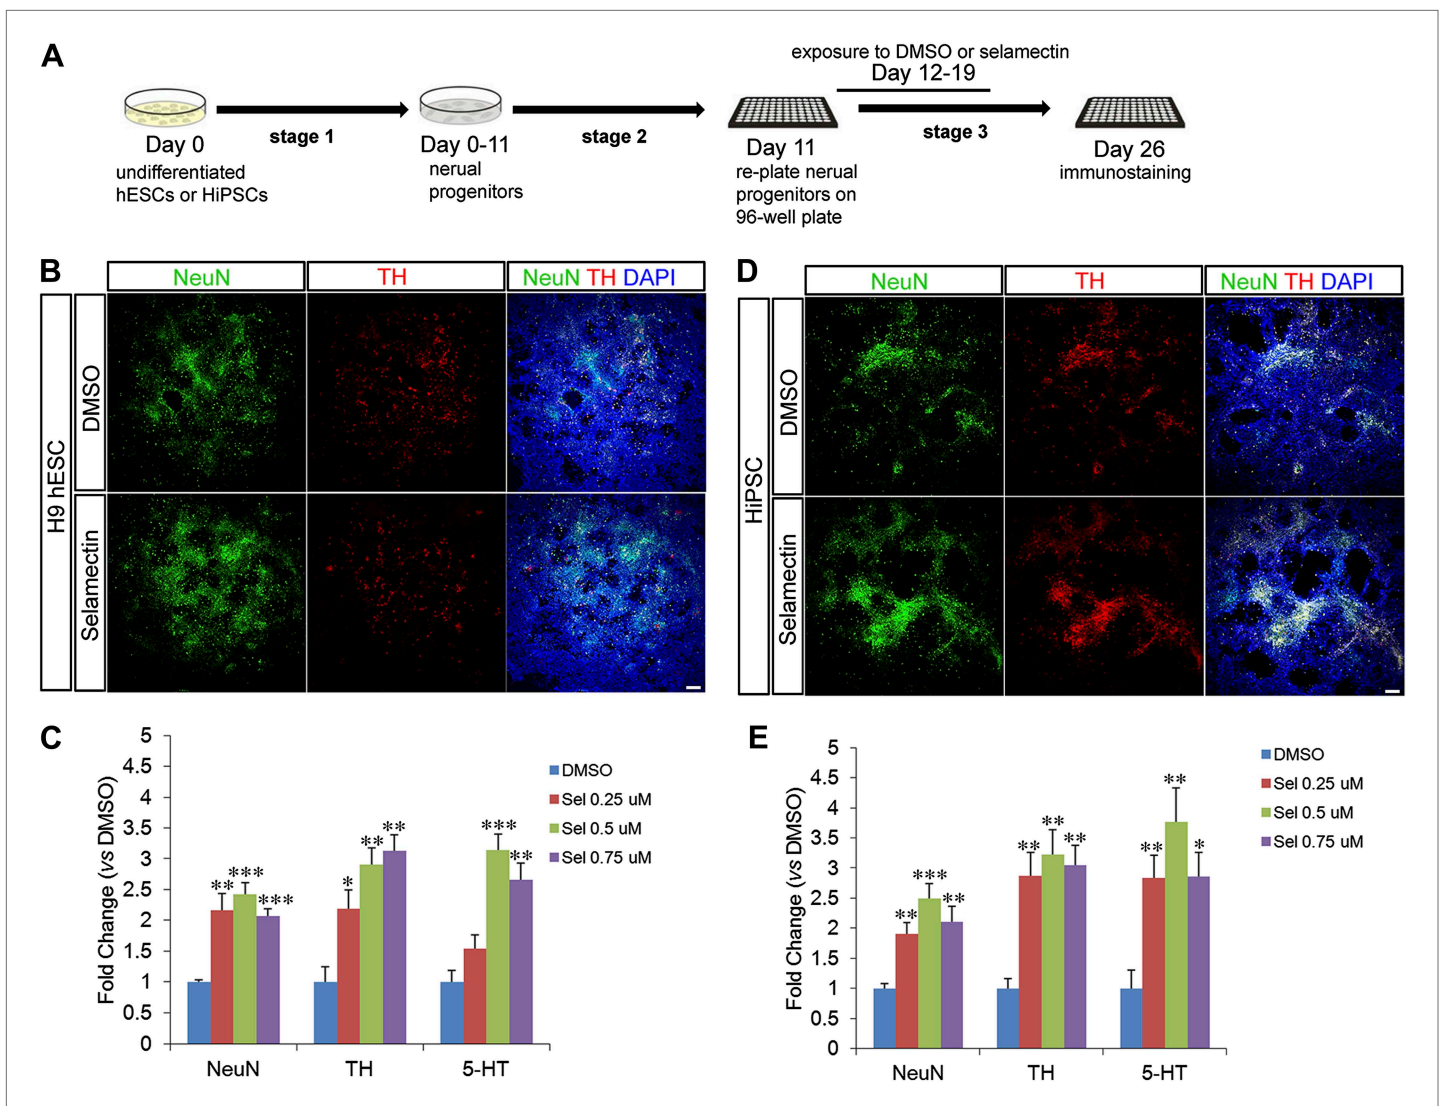 A
exposure to DMSO or selamectin
Day 12-19
stage 1
stage 2
stage 3
Day 0
undifferentiated
hESCs or HiPSCs
Day 0-11
nerual
progenitors
Day 11
re-plate nerual
progenitors on
96-well plate
Day 26
immunostaining
B
NeuN
TH
NeuN TH DAPI
H9 hESC
DMSO
Selamectin
D
NeuN
TH
NeuN TH DAPI
HiPSC
DMSO
Selamectin
C
Fold Change (vs DMSO)
5
4.5
4
3.5
3
2.5
2
1.5
1
0.5
0
** *** ***
* ** **
*** **
NeuN
TH
5-HT
DMSO
Sel 0.25 uM
Sel 0.5 uM
Sel 0.75 uM
E
Fold Change (vs DMSO)
5
4.5
4
3.5
3
2.5
2
1.5
1
0.5
0
** *** **
** ** **
** ** *
NeuN
TH
5-HT
DMSO
Sel 0.25 uM
Sel 0.5 uM
Sel 0.75 uM